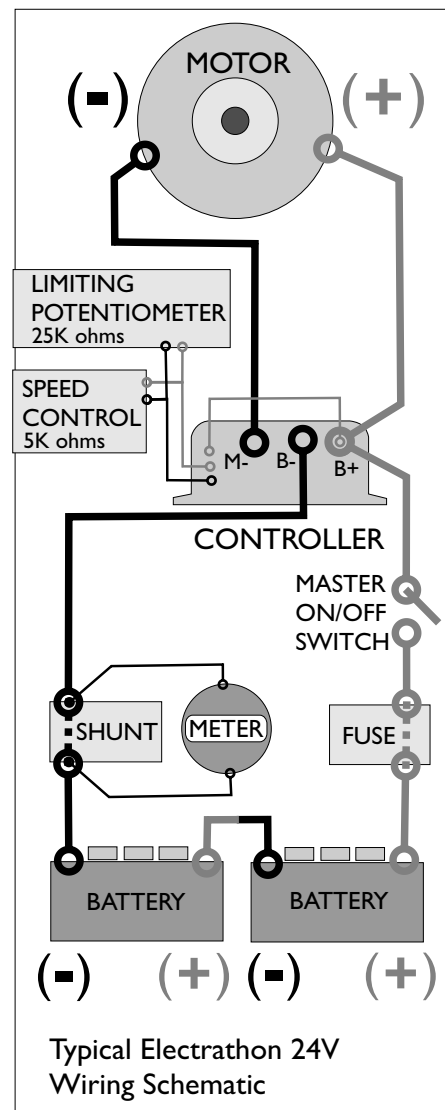 MOTOR
(-)
(+)
LIMITING
POTENTIOMETER
25K ohms
SPEED
CONTROL
5K ohms
M-
B-
B+
CONTROLLER
MASTER
ON/OFF
SWITCH
SHUNT
METER
FUSE
BATTERY
BATTERY
(-)
(+)
(-)
(+)
Typical Electrathon 24V
Wiring Schematic